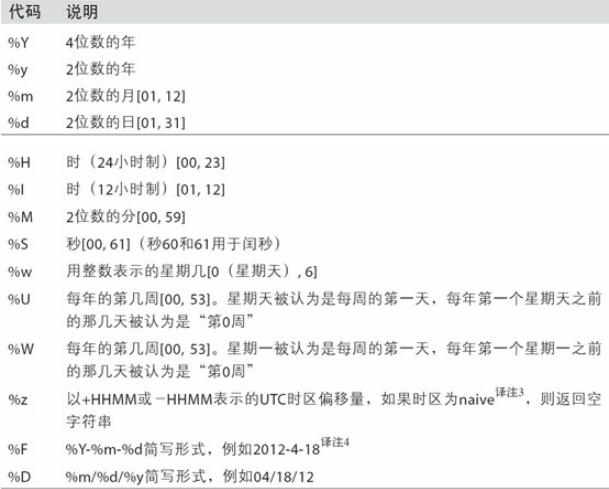 代码 说明
%Y 4位数的年
%y 2位数的年
%m 2位数的月[01, 12]
%d 2位数的日[01, 31]
%H 时（24小时制）[00, 23]
%I 时（12小时制）[01, 12]
%M 2位数的分[00, 59]
%S 秒[00, 61]（秒60和61用于闰秒）
%w 用整数表示的星期几[0（星期天）, 6]
%U 每年的第几周[00, 53]。星期天被认为是每周的第一天，每年第一个星期天之前
的那几天被认为是“第0周”
%W 每年的第几周[00, 53]。星期一被认为是每周的第一天，每年第一个星期一之前
的那几天被认为是“第0周”
%z 以+HHMM或－HHMM表示的UTC时区偏移量，如果时区为naive译注3，则返回空
字符串
%F %Y-%m-%d简写形式，例如2012-4-18译注4
%D %m/%d/%y简写形式，例如04/18/12